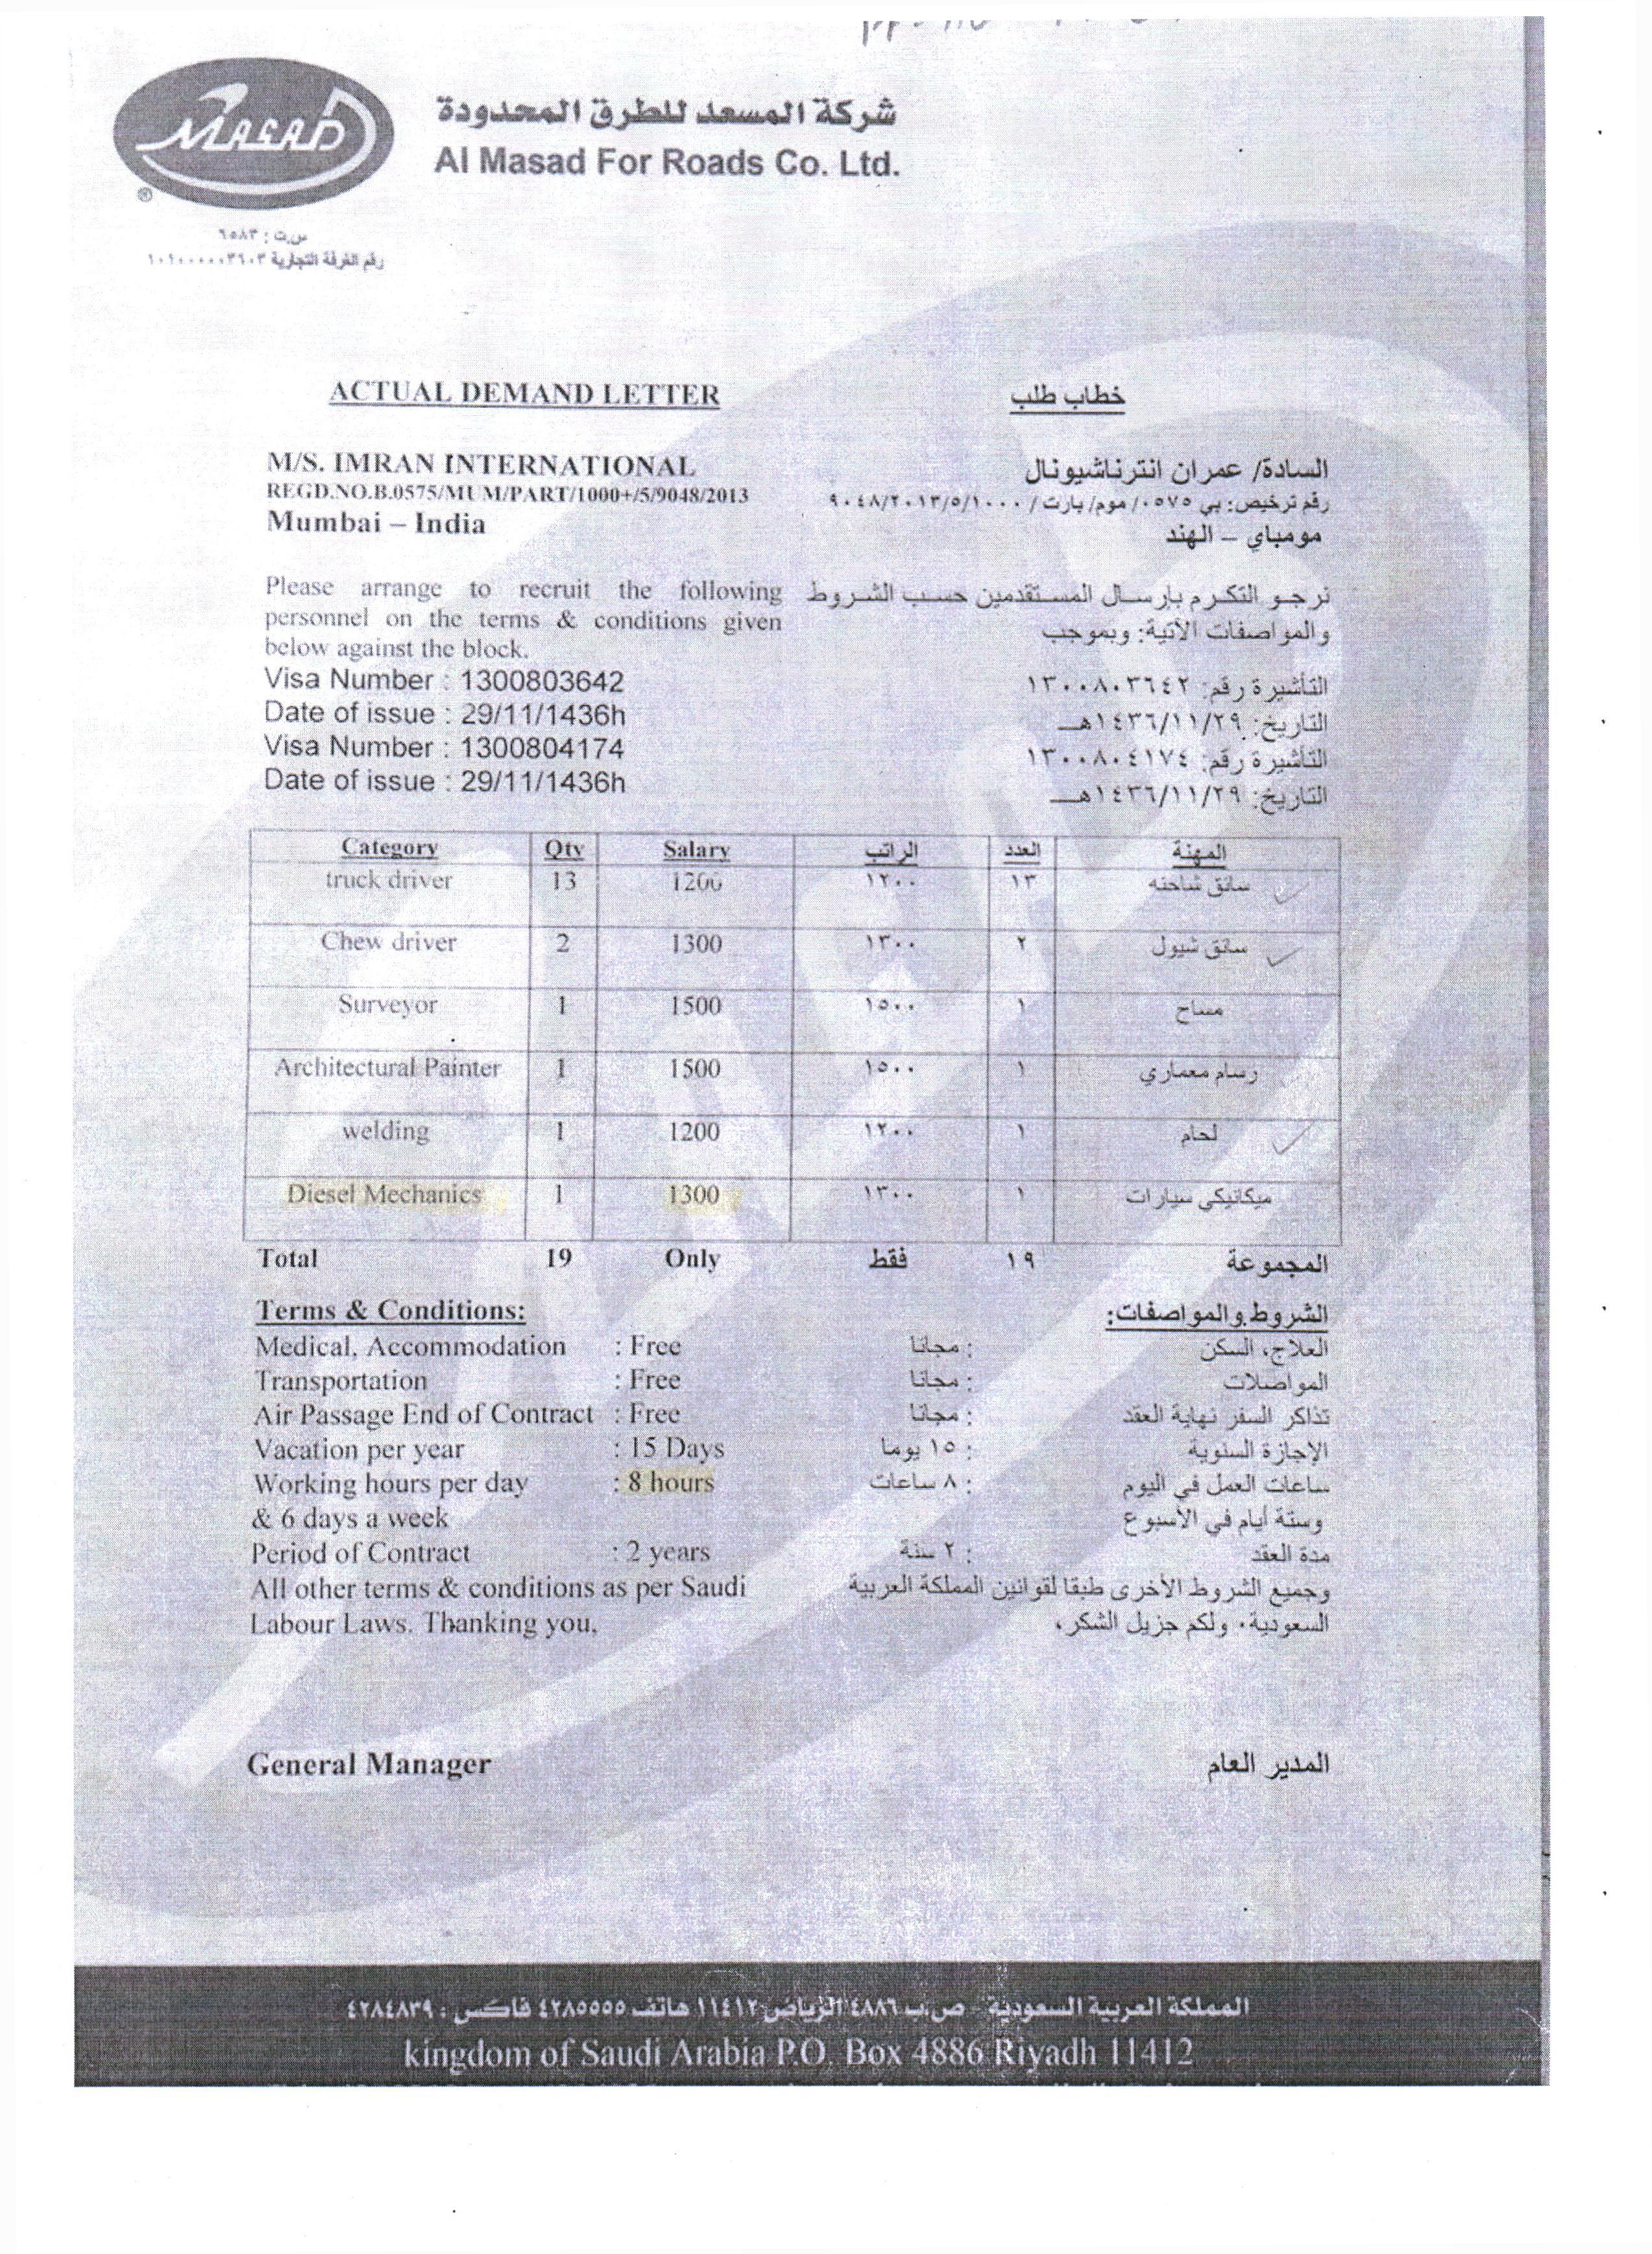 MASAD
®
شركة المسعد للطرق المحدودة
Al Masad For Roads Co. Ltd.
س.ت : ٦٥٨٣
رقم الغرفة التجارية
ACTUAL DEMAND LETTER خطاب طلب
M/S. IMRAN INTERNATIONAL السادة/ عمران انترناشيونال
REGD.NO.B.0575/MUM/PART/1000+/5/9048/2013 رقم ترخيص: بي ٠٥٧٥/ موم/ بارت/ ٩٠٤٨/٢٠١٣/٥/١٠٠٠
Mumbai – India مومباي – الهند
Please arrange to recruit the following نرجو التكرم بإرسال المستقدمين حسب الشروط
personnel on the terms & conditions given والمواصفات الآتية: وبموجب
below against the block.
Visa Number : 1300803642 التأشيرة رقم: ١٣٠٠٨٠٣٦٤٢
Date of issue : 29/11/1436h التاريخ: ١٤٣٦/١١/٢٩هـ
Visa Number : 1300804174 التأشيرة رقم: ١٣٠٠٨٠٤١٧٤
Date of issue : 29/11/1436h التاريخ: ١٤٣٦/١١/٢٩هـ
Category Qty Salary الراتب العدد المهنة
truck driver 13 1200 ١٢٠٠ ١٣ سائق شاحنه
Chew driver 2 1300 ١٣٠٠ ٢ سائق شيول
Surveyor 1 1500 ١٥٠٠ ١ مساح
Architectural Painter 1 1500 ١٥٠٠ ١ رسام معماري
welding 1 1200 ١٢٠٠ ١ لحام
Diesel Mechanics 1 1300 ١٣٠٠ ١ ميكانيكي سيارات
Total 19 Only فقط ١٩ المجموعة
Terms & Conditions: الشروط والمواصفات:
Medical, Accommodation : Free العلاج، السكن : مجانا
Transportation : Free المواصلات : مجانا
Air Passage End of Contract : Free تذاكر السفر نهاية العقد : مجانا
Vacation per year : 15 Days الإجازة السنوية : ١٥ يوما
Working hours per day : 8 hours ساعات العمل في اليوم : ٨ ساعات
& 6 days a week وستة أيام في الأسبوع
Period of Contract : 2 years مدة العقد : ٢ سنة
All other terms & conditions as per Saudi وجميع الشروط الأخرى طبقا لقوانين المملكة العربية
Labour Laws. Thanking you, السعودية. ولكم جزيل الشكر،
General Manager المدير العام
المملكة العربية السعودية - ص.ب ٤٨٨٦ الرياض ١١٤١٢ هاتف ٤٢٨٥٥٥٥ فاكس : ٤٢٨٤٨٣٩
kingdom of Saudi Arabia P.O. Box 4886 Riyadh 11412